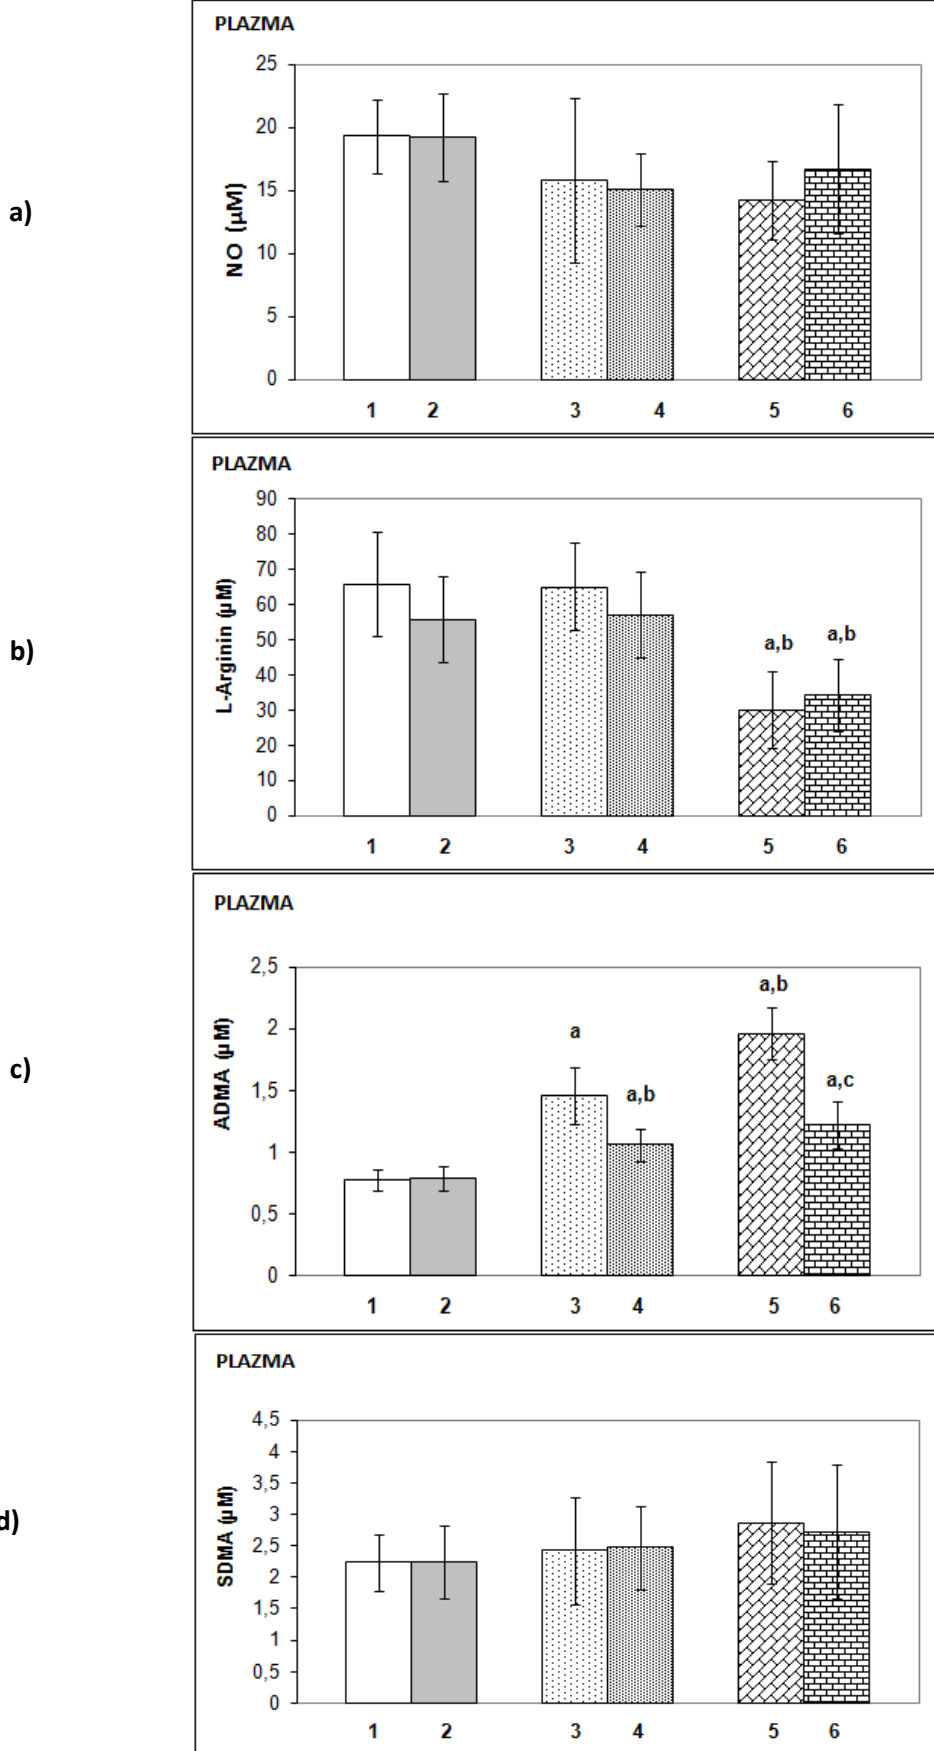 a)
PLAZMA
NO (µM)
25
20
15
10
5
0
1 2 3 4 5 6
b)
PLAZMA
L-Arginin (µM)
90
80
70
60
50
40
30
20
10
0
a,b a,b
1 2 3 4 5 6
c)
PLAZMA
ADMA (µM)
2,5
2
1,5
1
0,5
0
a a,b a,b a,c
1 2 3 4 5 6
d)
PLAZMA
SDMA (µM)
4,5
4
3,5
3
2,5
2
1,5
1
0,5
0
1 2 3 4 5 6